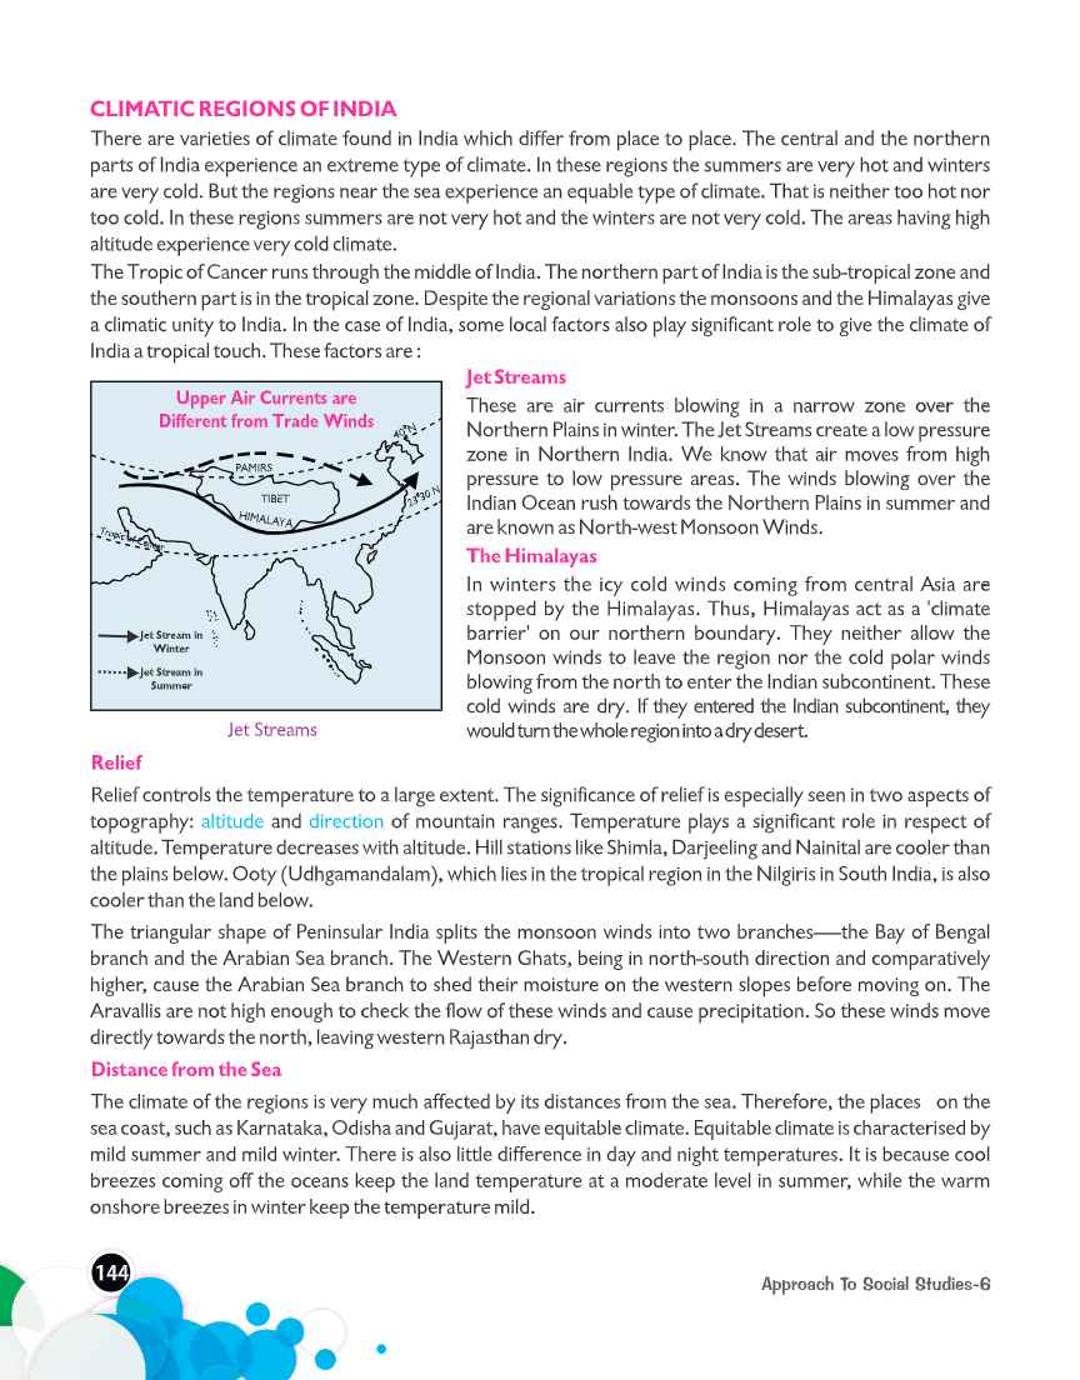 CLIMATIC REGIONS OF INDIA
There are varieties of climate found in India which differ from place to place. The central and the northern
parts of India experience an extreme type of climate. In these regions the summers are very hot and winters
are very cold. But the regions near the sea experience an equable type of climate. That is neither too hot nor
too cold. In these regions summers are not very hot and the winters are not very cold. The areas having high
altitude experience very cold climate.
The Tropic of Cancer runs through the middle of India. The northern part of India is the sub-tropical zone and
the southern part is in the tropical zone. Despite the regional variations the monsoons and the Himalayas give
a climatic unity to India. In the case of India, some local factors also play significant role to give the climate of
India a tropical touch. These factors are :
Upper Air Currents are
Different from Trade Winds
40°N
PAMIRS
TIBET
23°30 N
HIMALAYA
Tropic of Cancer
Jet Stream in
Winter
Jet Stream in
Summer
Jet Streams
Jet Streams
These are air currents blowing in a narrow zone over the
Northern Plains in winter. The Jet Streams create a low pressure
zone in Northern India. We know that air moves from high
pressure to low pressure areas. The winds blowing over the
Indian Ocean rush towards the Northern Plains in summer and
are known as North-west Monsoon Winds.
The Himalayas
In winters the icy cold winds coming from central Asia are
stopped by the Himalayas. Thus, Himalayas act as a 'climate
barrier' on our northern boundary. They neither allow the
Monsoon winds to leave the region nor the cold polar winds
blowing from the north to enter the Indian subcontinent. These
cold winds are dry. If they entered the Indian subcontinent, they
would turn the whole region into a dry desert.
Relief
Relief controls the temperature to a large extent. The significance of relief is especially seen in two aspects of
topography: altitude and direction of mountain ranges. Temperature plays a significant role in respect of
altitude. Temperature decreases with altitude. Hill stations like Shimla, Darjeeling and Nainital are cooler than
the plains below. Ooty (Udhgamandalam), which lies in the tropical region in the Nilgiris in South India, is also
cooler than the land below.
The triangular shape of Peninsular India splits the monsoon winds into two branches—the Bay of Bengal
branch and the Arabian Sea branch. The Western Ghats, being in north-south direction and comparatively
higher, cause the Arabian Sea branch to shed their moisture on the western slopes before moving on. The
Aravallis are not high enough to check the flow of these winds and cause precipitation. So these winds move
directly towards the north, leaving western Rajasthan dry.
Distance from the Sea
The climate of the regions is very much affected by its distances from the sea. Therefore, the places on the
sea coast, such as Karnataka, Odisha and Gujarat, have equitable climate. Equitable climate is characterised by
mild summer and mild winter. There is also little difference in day and night temperatures. It is because cool
breezes coming off the oceans keep the land temperature at a moderate level in summer, while the warm
onshore breezes in winter keep the temperature mild.
144
Approach To Social Studies-6